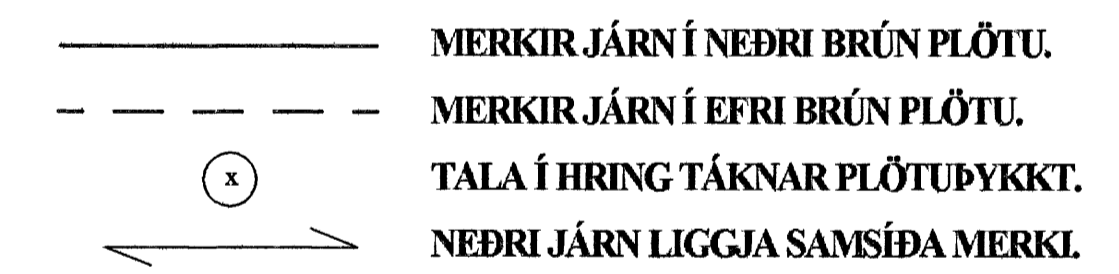 MERKIR JÁRN Í NEÐRI BRÚN PLÖTU.
MERKIR JÁRN Í EFRI BRÚN PLÖTU.
x TALA Í HRING TÁKNAR PLÖTUÞYKKT.
NEÐRI JÁRN LIGGJA SAMSÍÐA MERKI.